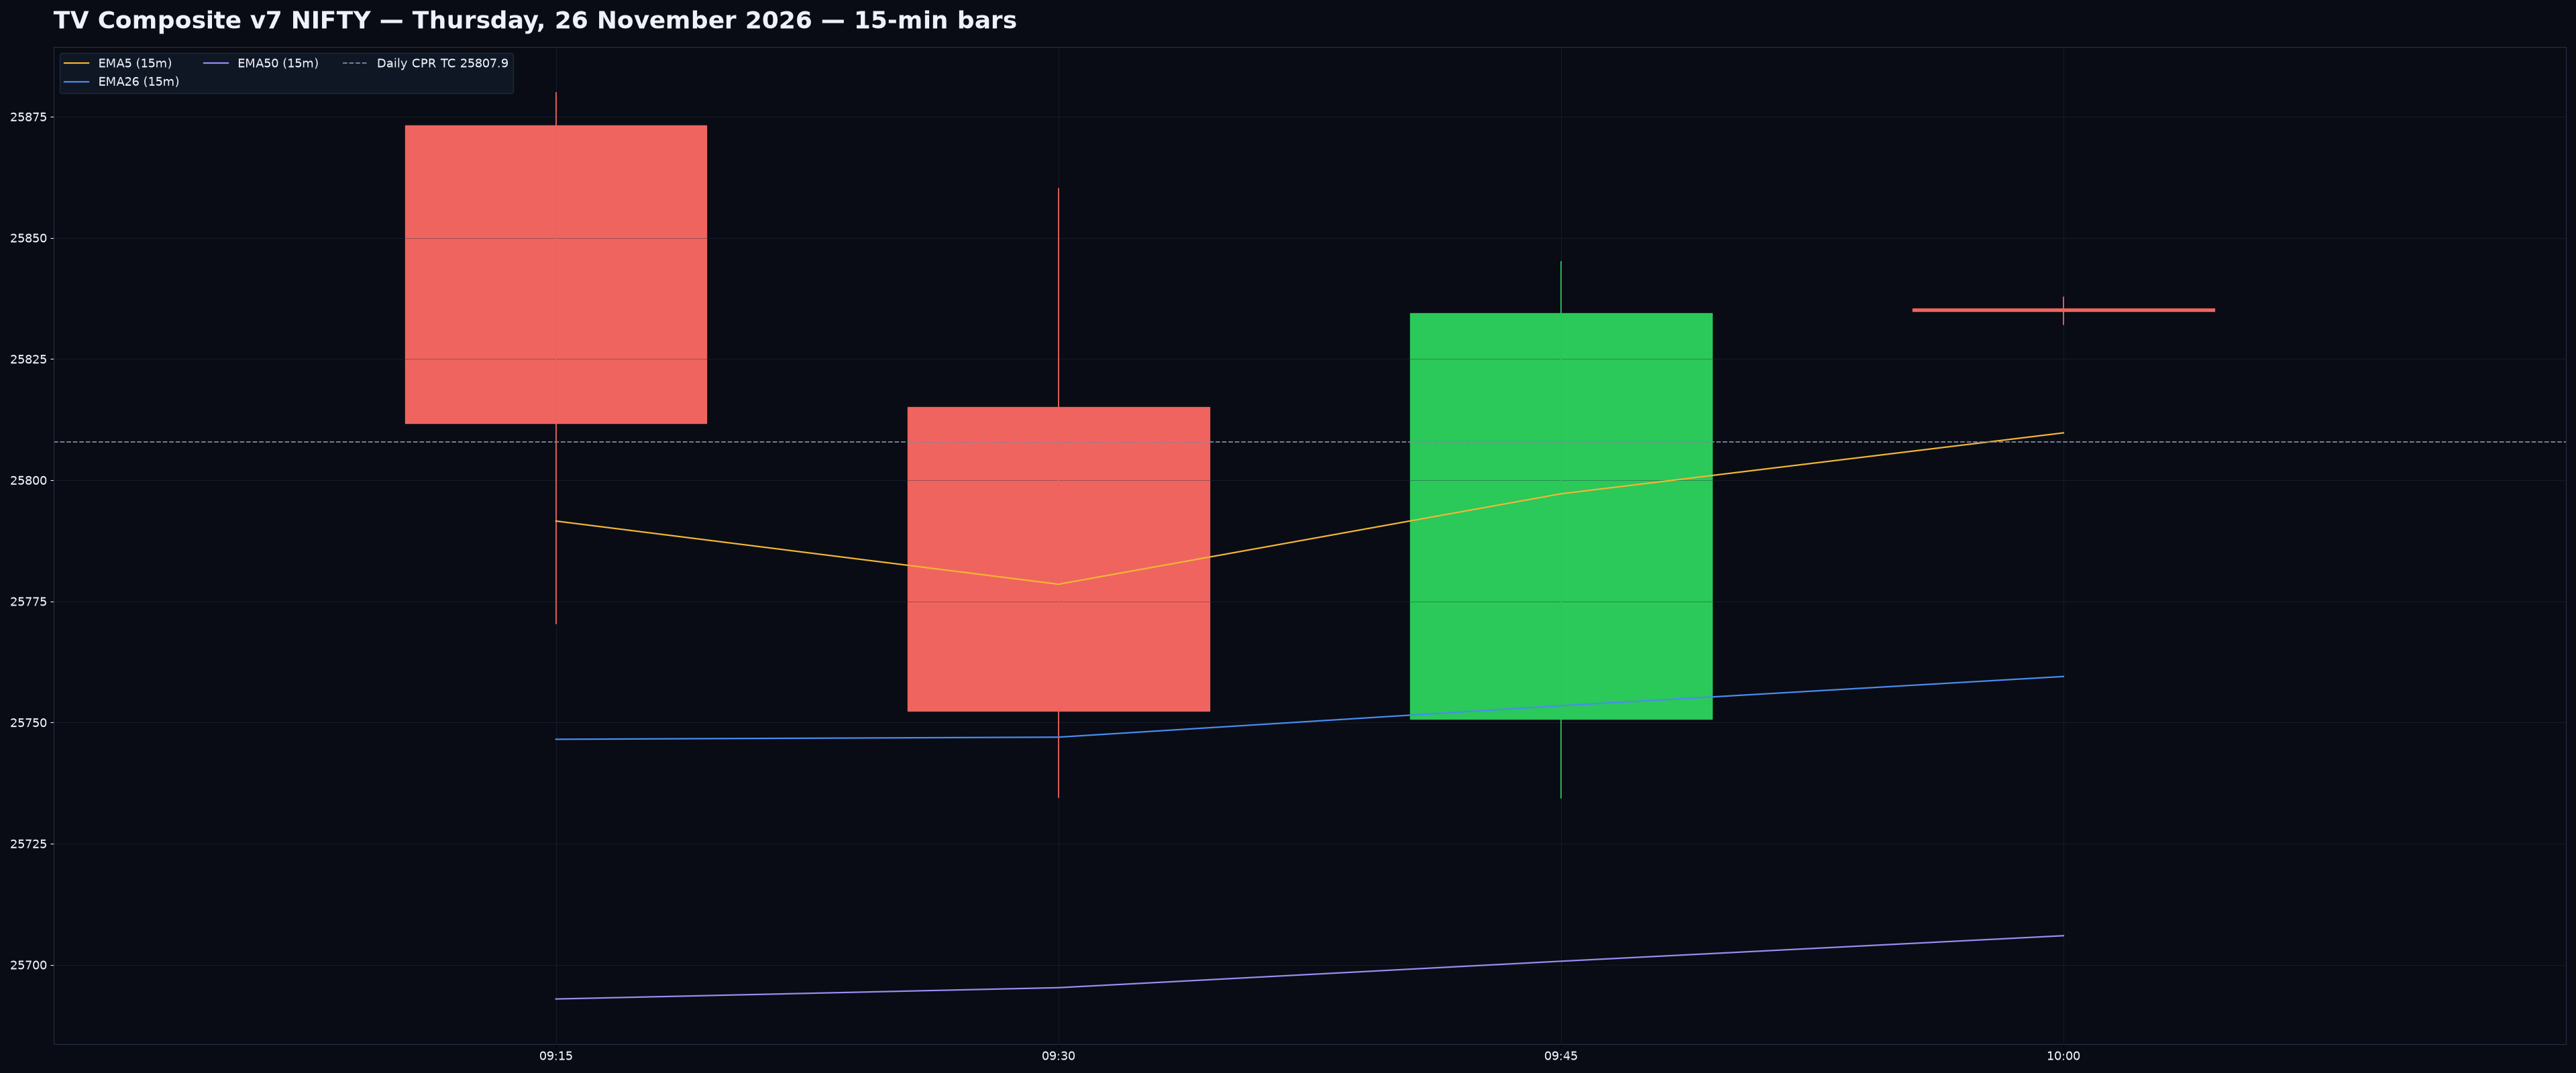 TV Composite v7 NIFTY — Thursday, 26 November 2026 — 15-min bars
EMA5 (15m) EMA50 (15m) Daily CPR TC 25807.9
EMA26 (15m)
25875
25850
25825
25800
25775
25750
25725
25700
09:15 09:30 09:45 10:00